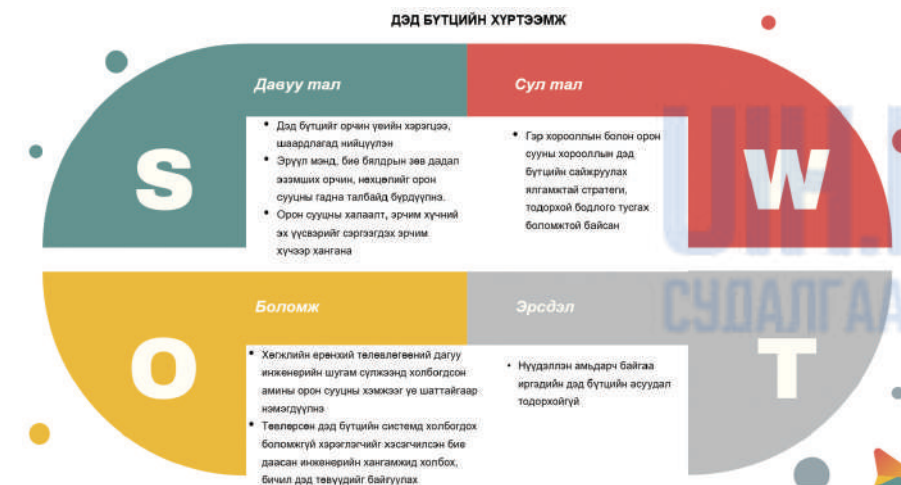 ДЭД БҮТЦИЙН ХҮРТЭЭМЖ
Давуу тал
S
• Дэд бүтцийг орчин үеийн хэрэгцээ,
шаардлагад нийцүүлэн
• Эрүүл мэнд, бие бялдрын зөв дадал
эзэмших орчин, нөхцөлийг орон
сууцны гадна талбайд бүрдүүлнэ.
• Орон сууцны халаалт, эрчим хүчний
эх үүсвэрийг сэргээгдэх эрчим
хүчээр хангана
Сул тал
W
• Гэр хорооллын болон орон
сууны хорооллын дэд
бүтцийн сайжруулах
ялгамжтай стратеги,
тодорхой бодлого тусгах
боломжтой байсан
Боломж
O
• Хөгжлийн ерөнхий төлөвлөгөөний дагуу
инженерийн шугам сүлжээнд холбогдсон
амины орон сууцны хэмжээг үе шаттайгаар
нэмэгдүүлнэ
• Төвлөрсөн дэд бүтцийн системд холбогдох
боломжгүй хэрэглэгчийг хэсэгчилсэн бие
даасан инженерийн хангамжид холбох,
бичил дэд төвүүдийг байгуулах
Эрсдэл
T
• Нүүдэллэн амьдарч байгаа
иргэдийн дэд бүтцийн асуудал
тодорхойгүй
СУДАЛГАА